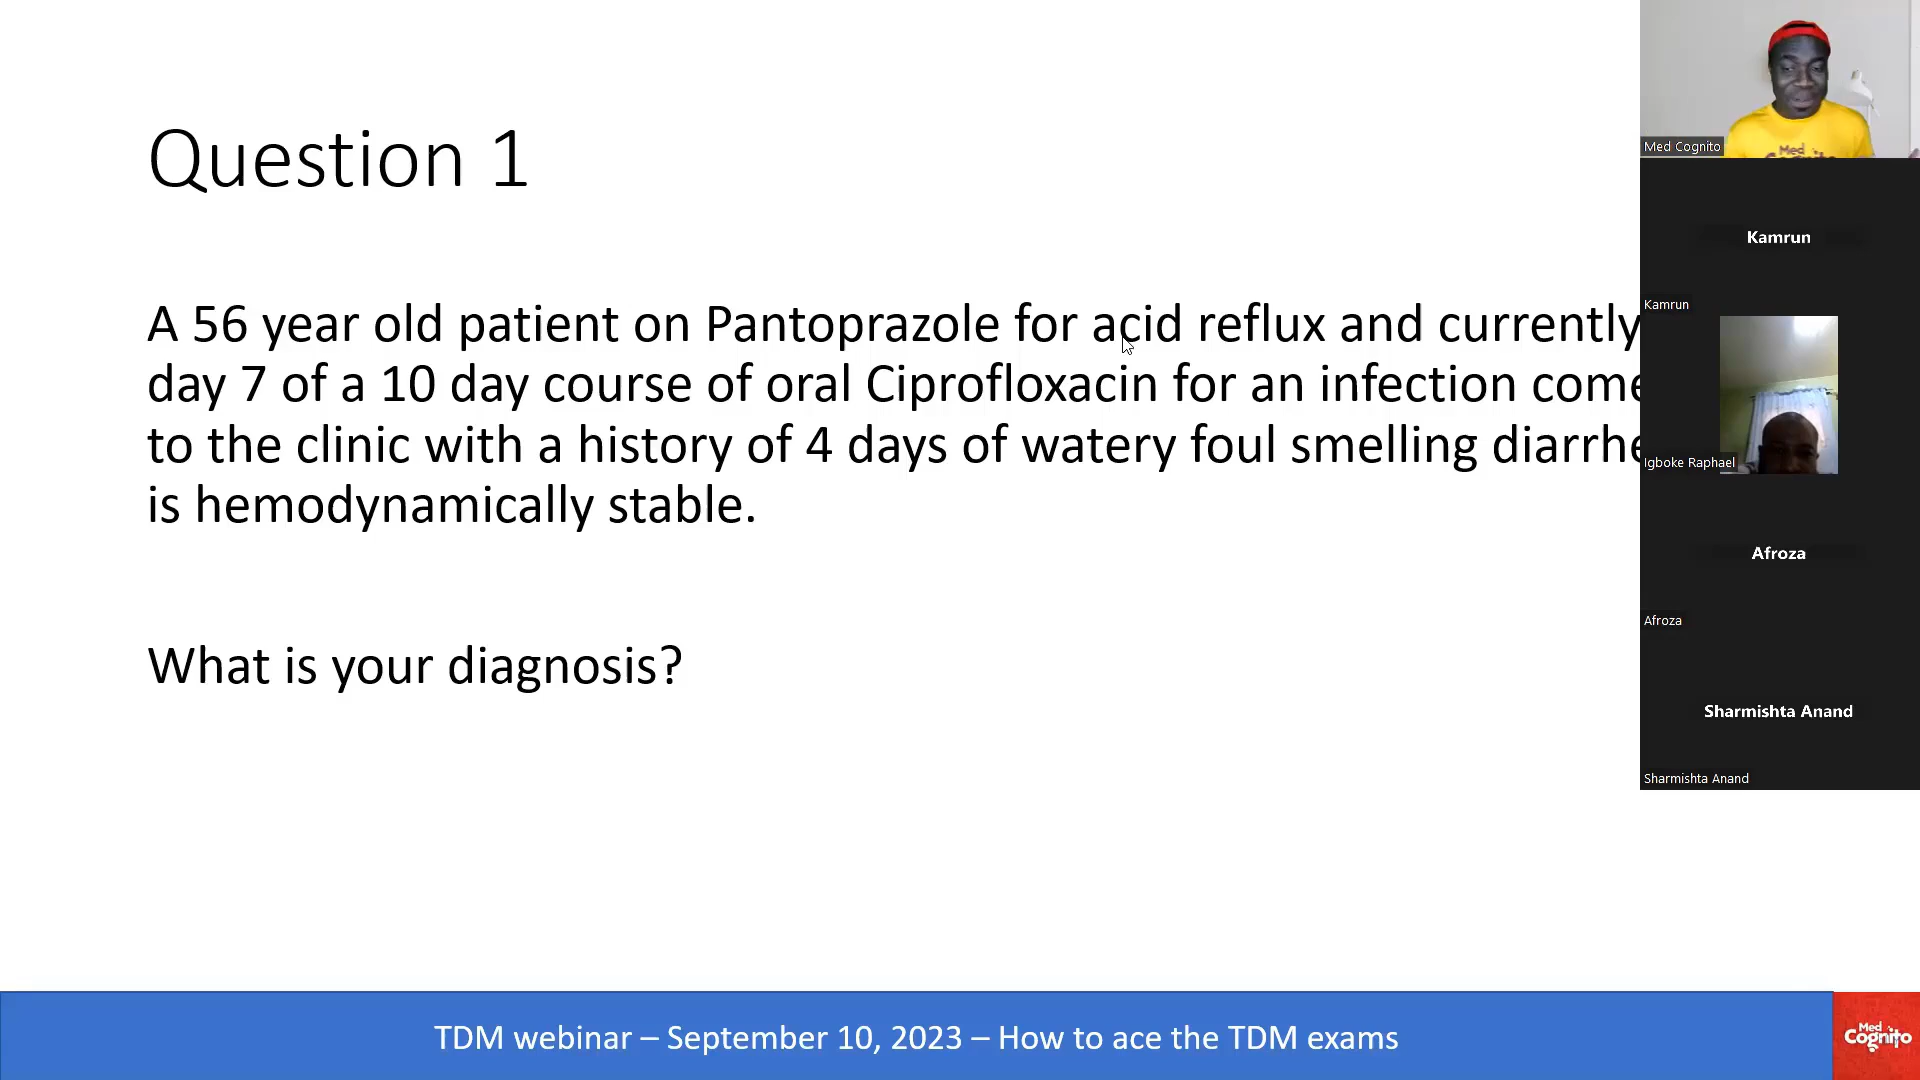 Question 1
A 56 year old patient on Pantoprazole for acid reflux and currently
day 7 of a 10 day course of oral Ciprofloxacin for an infection come
to the clinic with a history of 4 days of watery foul smelling diarrhe
is hemodynamically stable.
What is your diagnosis?
TDM webinar – September 10, 2023 – How to ace the TDM exams
Med
Cognito
Med
Med Cognito
Kamrun
Kamrun
Igboke Raphael
Afroza
Afroza
Sharmishta Anand
Sharmishta Anand